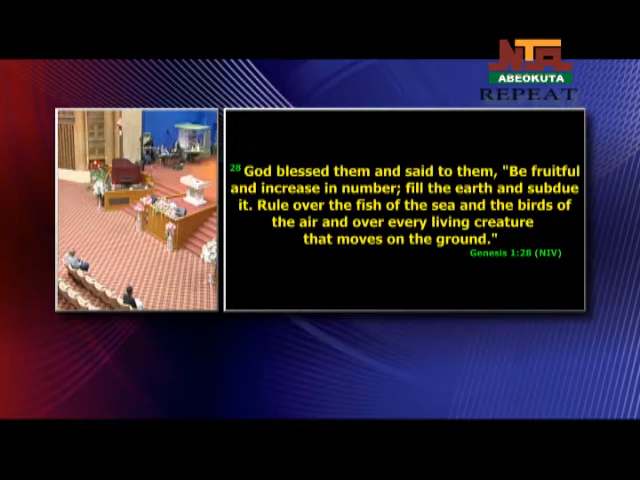 NTA
ABEOKUTA
REPEAT
28 God blessed them and said to them, "Be fruitful
and increase in number; fill the earth and subdue
it. Rule over the fish of the sea and the birds of
the air and over every living creature
that moves on the ground."
Genesis 1:28 (NIV)